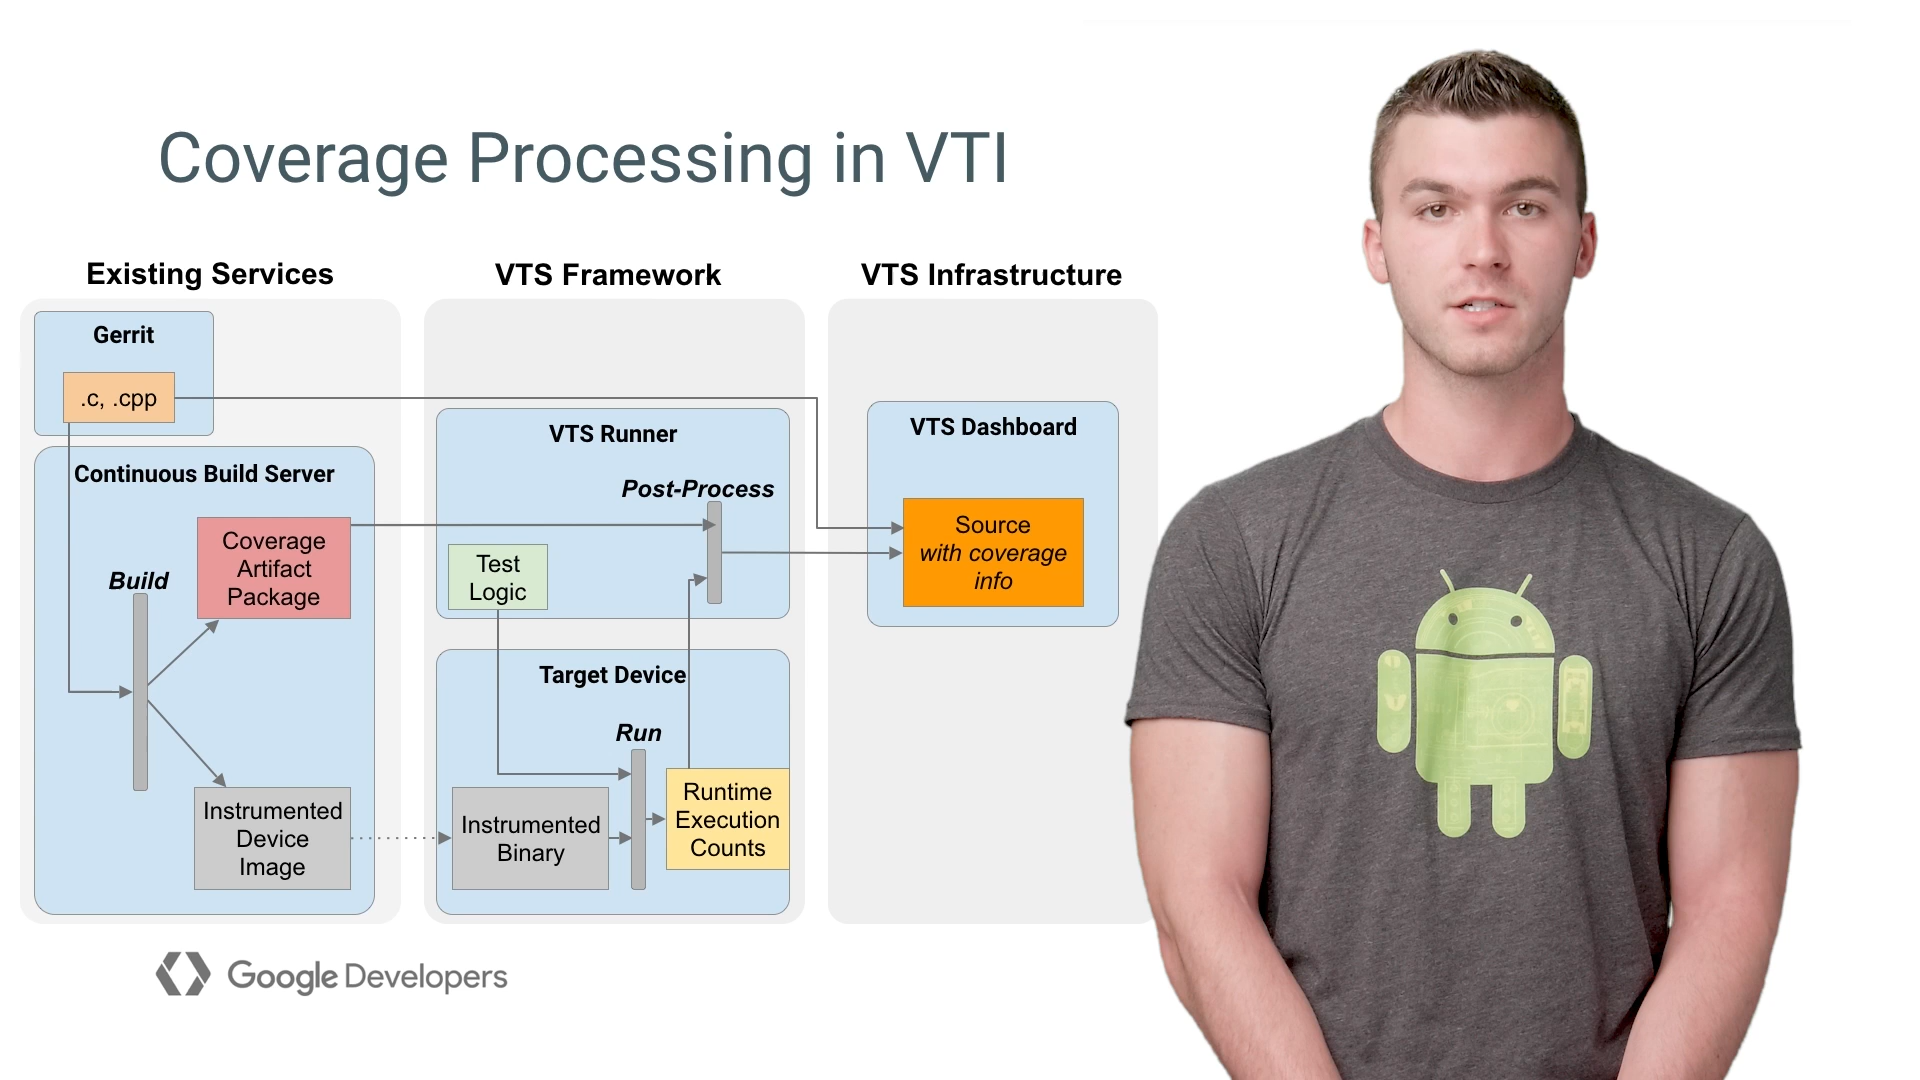 Coverage Processing in VTI
Existing Services
VTS Framework
VTS Infrastructure
Gerrit
.c, .cpp
Continuous Build Server
Build
Coverage
Artifact
Package
Instrumented
Device
Image
VTS Runner
Post-Process
Test
Logic
Target Device
Run
Instrumented
Binary
Runtime
Execution
Counts
VTS Dashboard
Source
with coverage
info
Google Developers